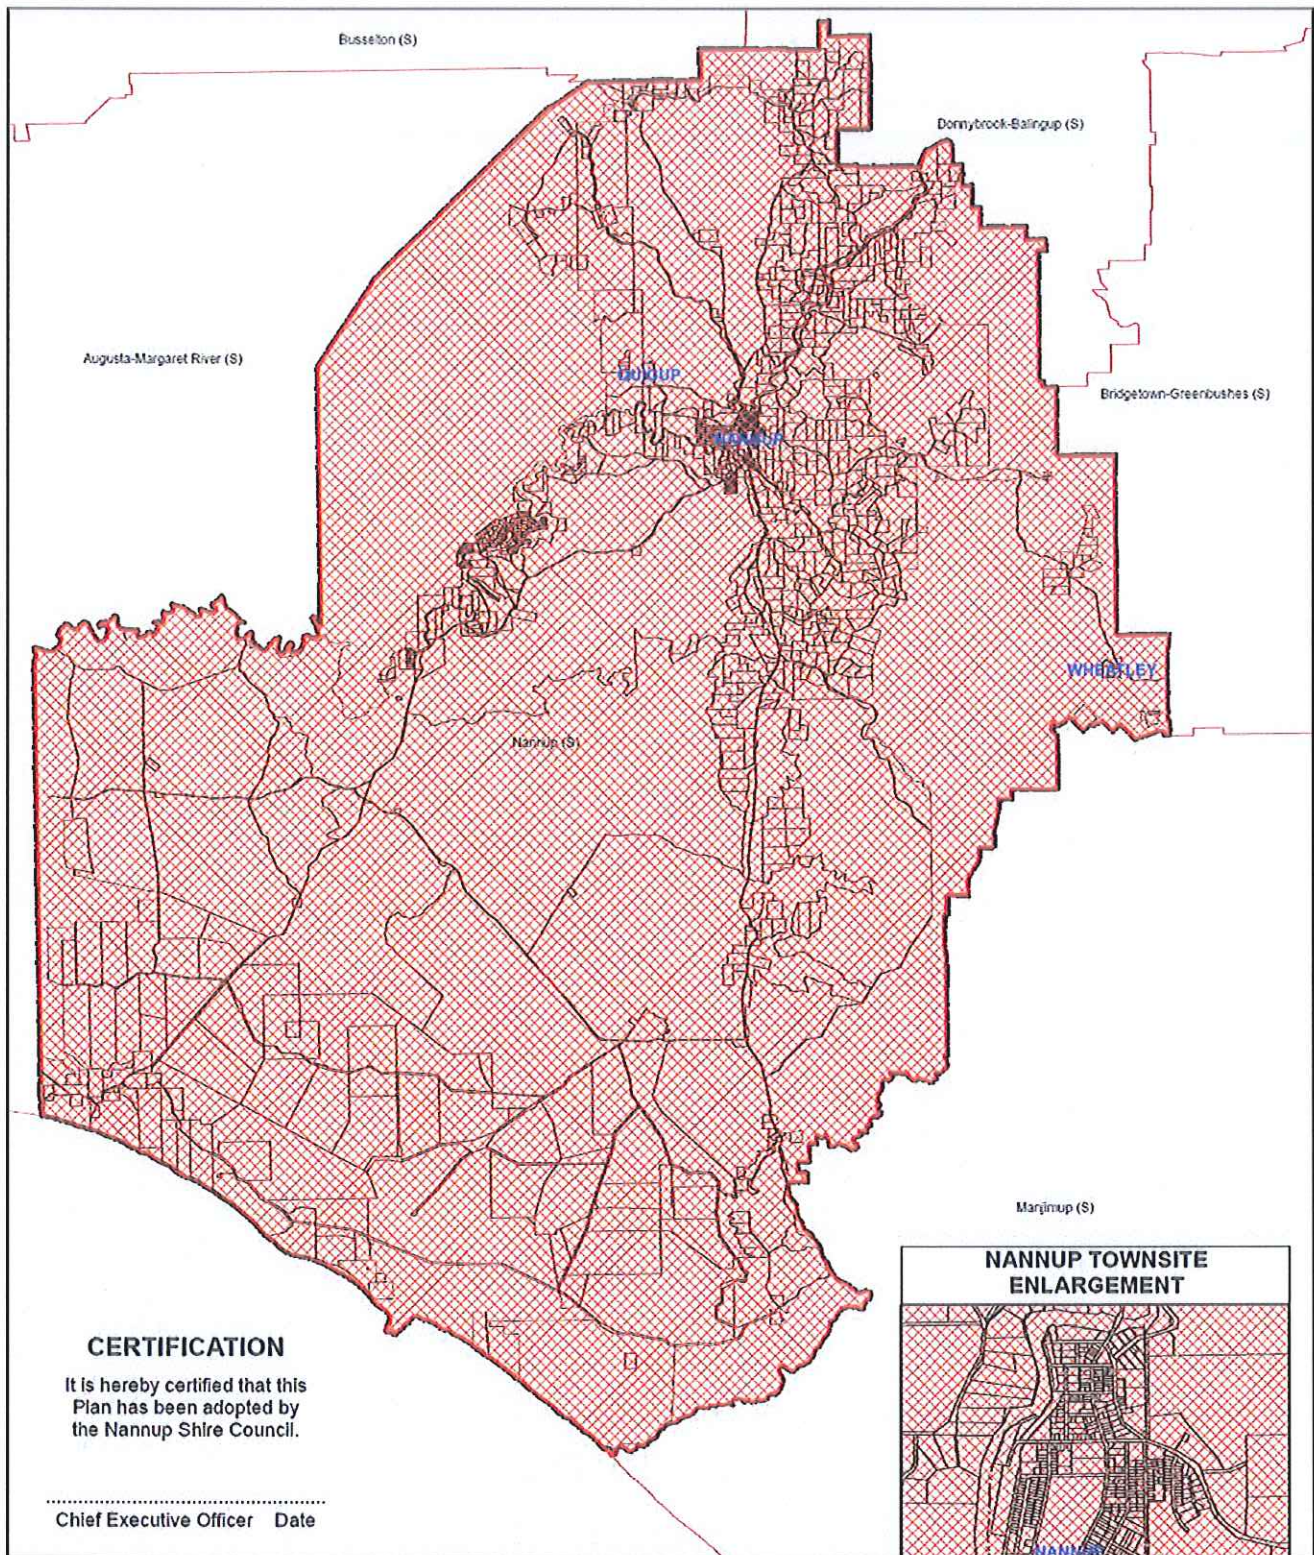 Busselton (S)
Donnybrook-Balingup (S)
Augusta-Margaret River (S)
Bridgetown-Greenbushes (S)
NANNUP
WHEATLEY
Nannup (S)
Manjimup (S)
NANNUP TOWNSITE
ENLARGEMENT
CERTIFICATION
It is hereby certified that this
Plan has been adopted by
the Nannup Shire Council.
Chief Executive Officer Date
NANNUP